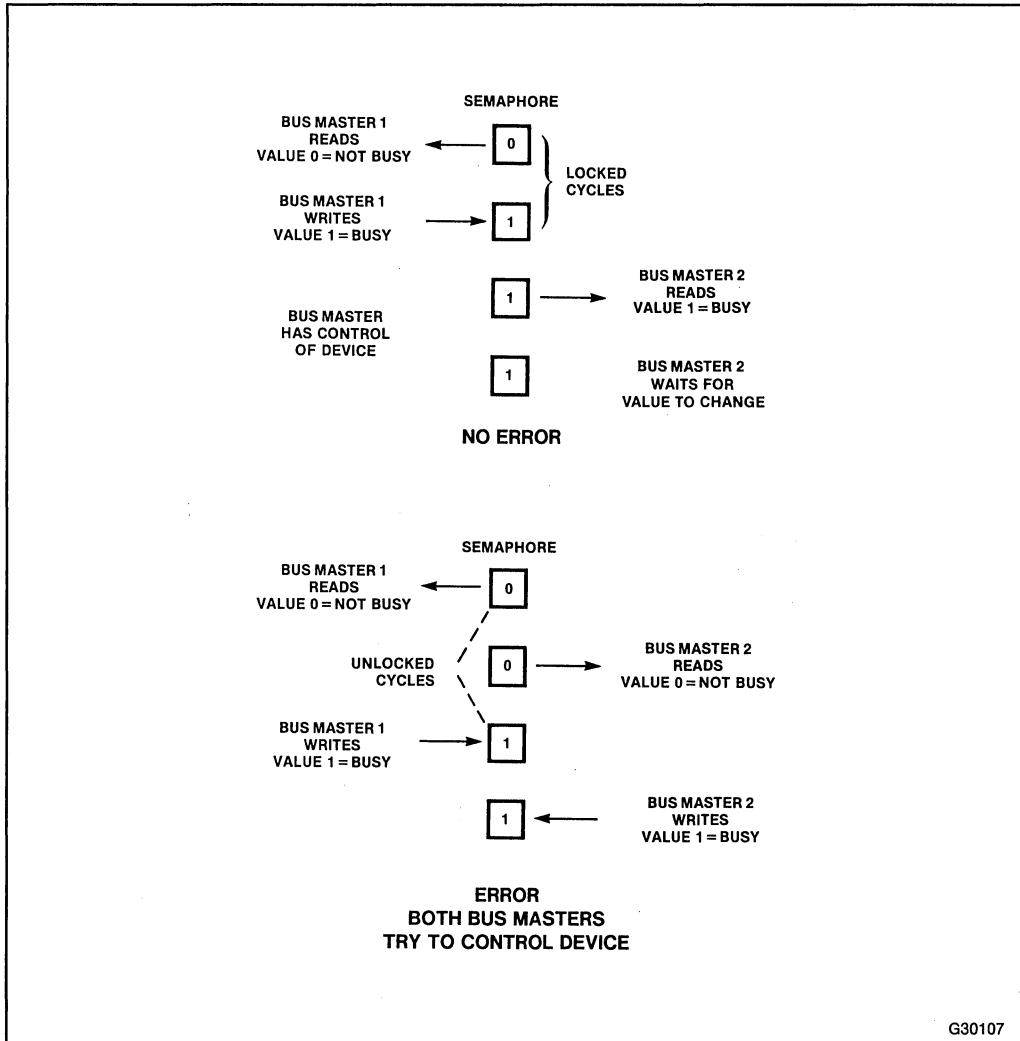 SEMAPHORE
BUS MASTER 1
READS
VALUE 0 = NOT BUSY
0
LOCKED
CYCLES
BUS MASTER 1
WRITES
VALUE 1 = BUSY
1
BUS MASTER
HAS CONTROL
OF DEVICE
1
BUS MASTER 2
READS
VALUE 1 = BUSY
1
BUS MASTER 2
WAITS FOR
VALUE TO CHANGE
NO ERROR
SEMAPHORE
BUS MASTER 1
READS
VALUE 0 = NOT BUSY
0
UNLOCKED
CYCLES
0
BUS MASTER 2
READS
VALUE 0 = NOT BUSY
BUS MASTER 1
WRITES
VALUE 1 = BUSY
1
1
BUS MASTER 2
WRITES
VALUE 1 = BUSY
ERROR
BOTH BUS MASTERS
TRY TO CONTROL DEVICE
G30107